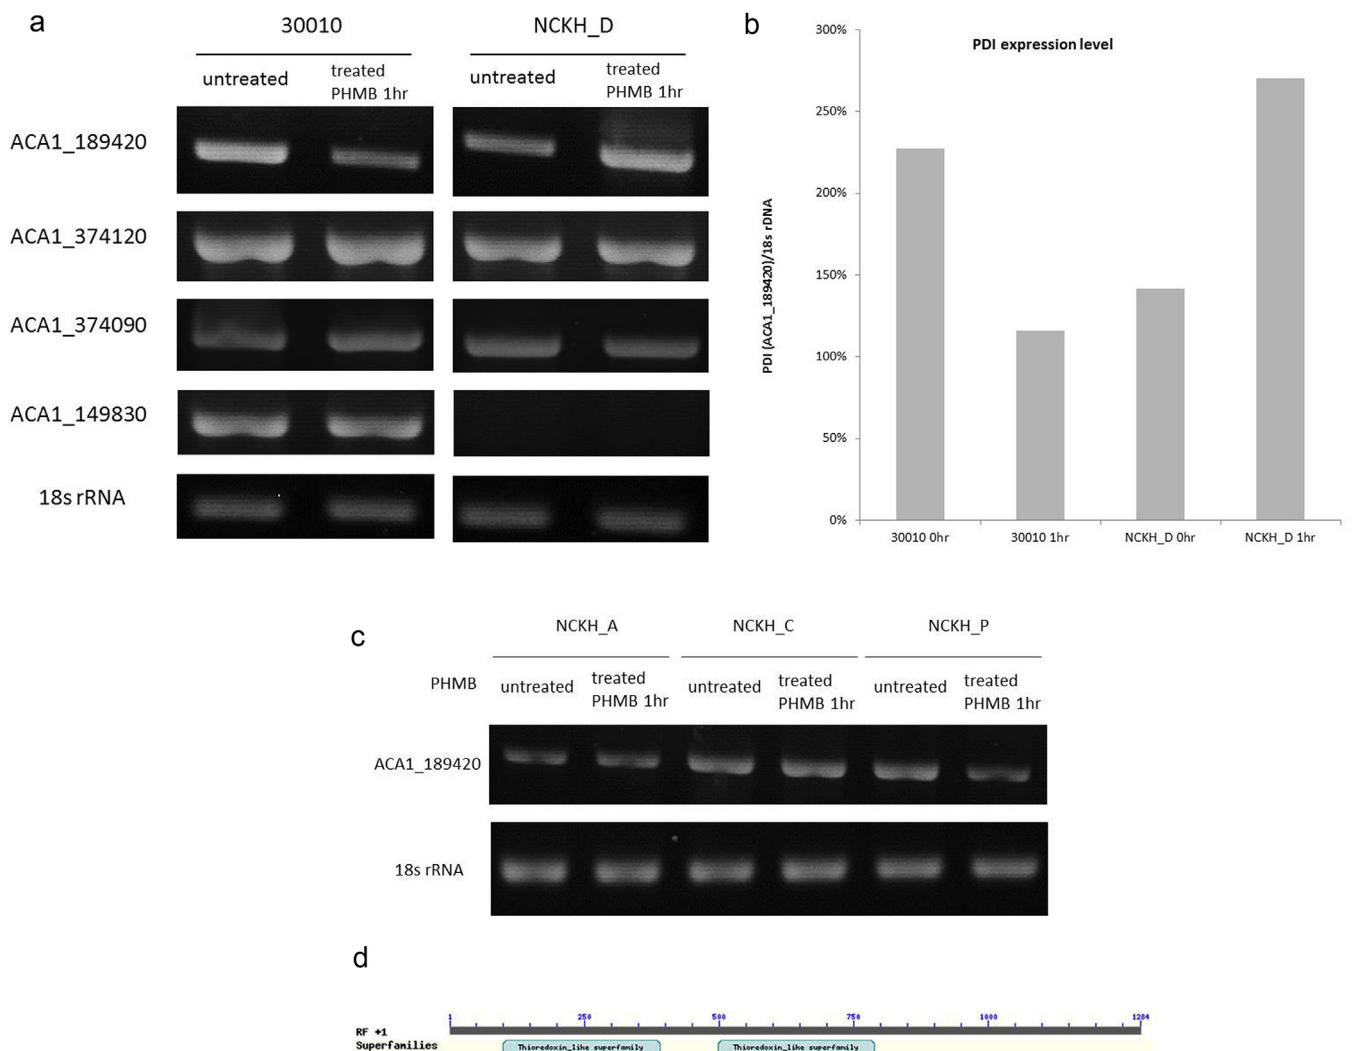 a
30010
NCKH_D
untreated
treated
PHMB 1hr
untreated
treated
PHMB 1hr
ACA1_189420
ACA1_374120
ACA1_374090
ACA1_149830
18s rRNA
b
PDI expression level
PDI (ACA1_189420)/18s rDNA
300%
250%
200%
150%
100%
50%
0%
30010 0hr
30010 1hr
NCKH_D 0hr
NCKH_D 1hr
c
NCKH_A
NCKH_C
NCKH_P
PHMB
untreated
treated
PHMB 1hr
untreated
treated
PHMB 1hr
untreated
treated
PHMB 1hr
ACA1_189420
18s rRNA
d
1
250
500
750
1000
1284
RF +1
Superfamilies
Thioredoxin_like superfamily
Thioredoxin_like superfamily